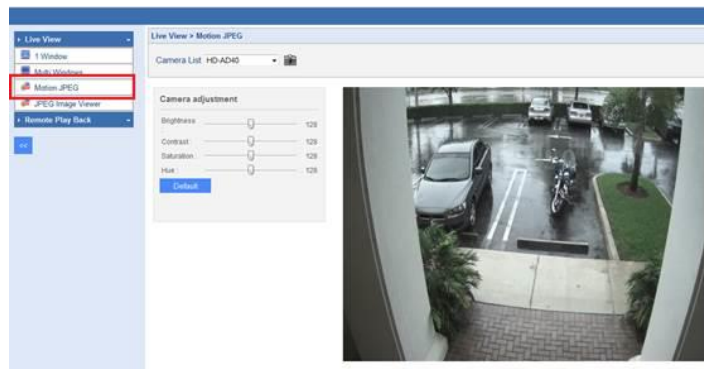 Live View
1 Window
Multi Windows
Motion JPEG
JPEG Image Viewer
Remote Play Back
<<
Live View > Motion JPEG
Camera List HD-AD40
Camera adjustment
Brightness 128
Contrast : 128
Saturation : 128
Hue : 128
Default